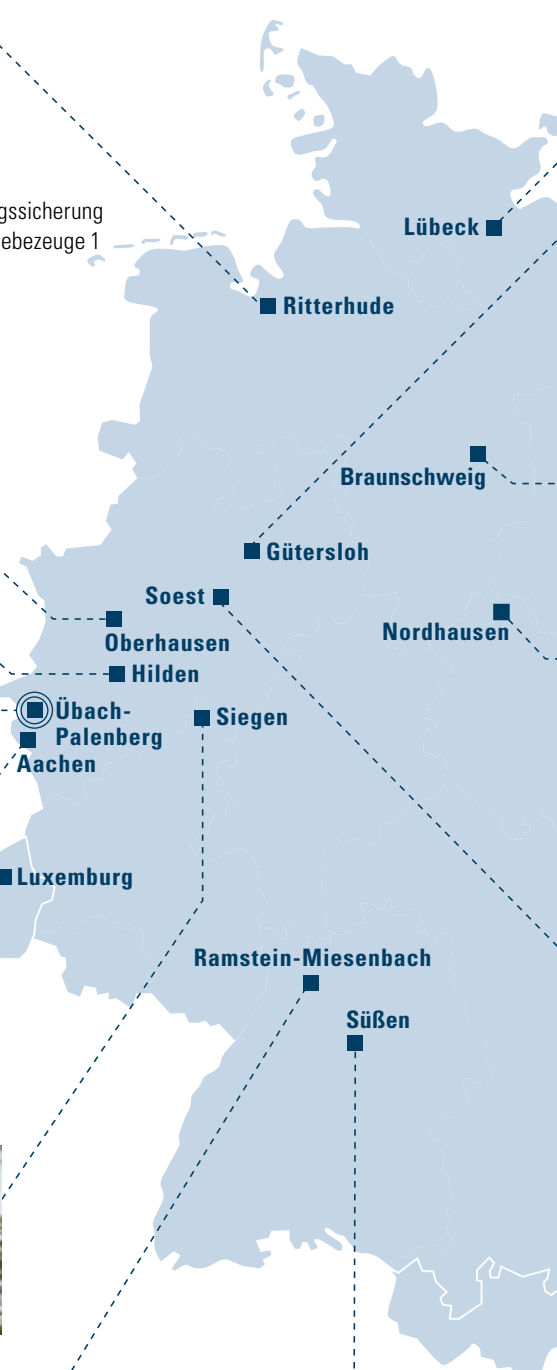 gssicherung
ebezeuge 1
Lübeck
Ritterhude
Braunschweig
Gütersloh
Soest
Oberhausen
Nordhausen
Hilden
Übach-
Palenberg
Siegen
Aachen
Luxemburg
Ramstein-Miesenbach
Süßen